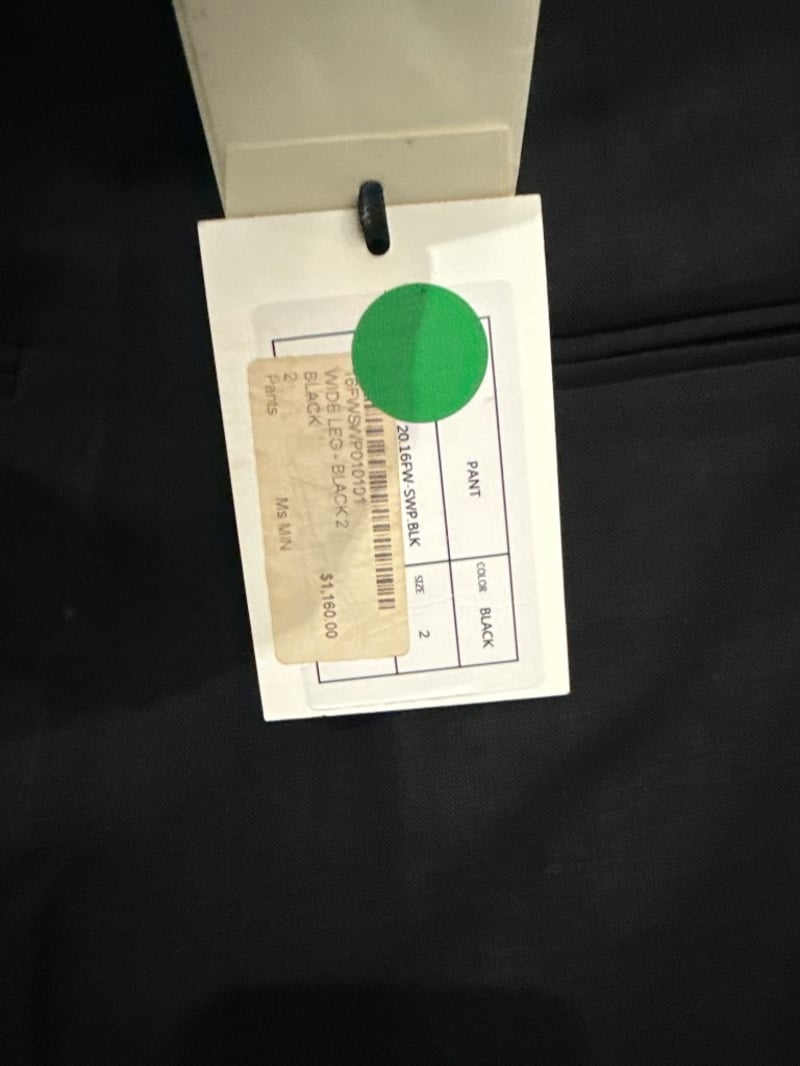 PANT
COLOR BLACK
20.16FW-SWP.BLK
SIZE 2
16FWSWP010101
WIDE LEG - BLACK 2
BLACK
$1,160.00
2
Pants
Ms MIN